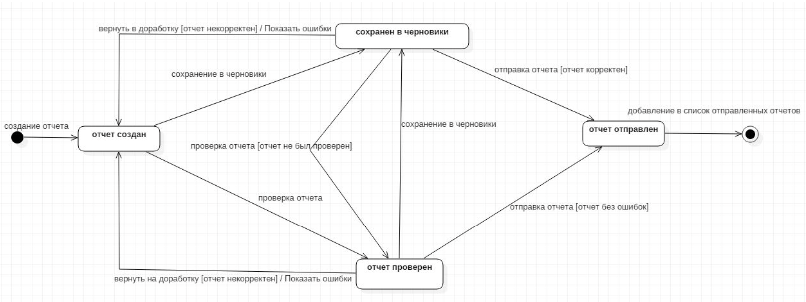 вернуть в доработку [отчет некорректен] / Показать ошибки
сохранен в черновики
отправка отчета [отчет корректен]
сохранение в черновики
добавление в список отправленных отчетов
создание отчета
отчет создан
сохранение в черновики
отчет отправлен
проверка отчета [отчет не был проверен]
проверка отчета
отправка отчета [отчет без ошибок]
отчет проверен
вернуть на доработку [отчет некорректен] / Показать ошибки